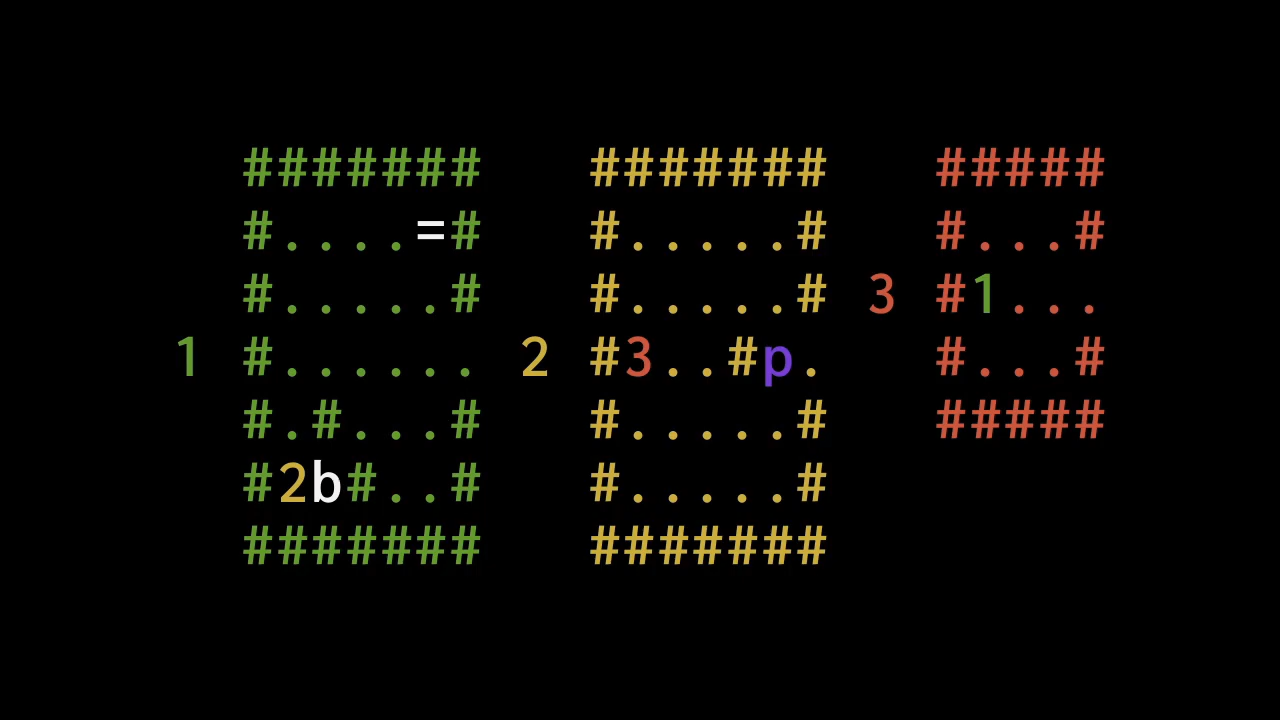 ####### ####### #####
#....=# #.....# #...#
#.....# #.....# 3 #1...
1 #...... 2 #3..#p. #...#
#.#...# #.....# #####
#2b#..# #.....#
####### #######